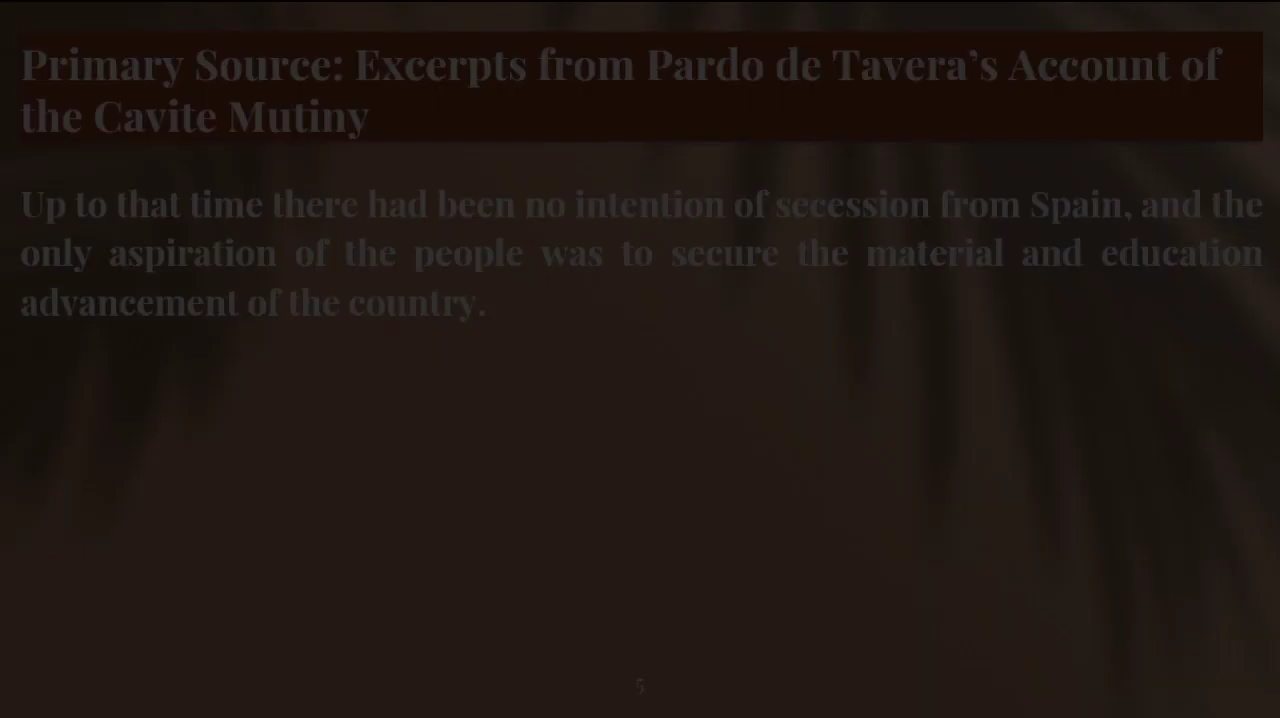 Primary Source: Excerpts from Pardo de Tavera’s Account of
the Cavite Mutiny
Up to that time there had been no intention of secession from Spain, and the
only aspiration of the people was to secure the material and education
advancement of the country.
5